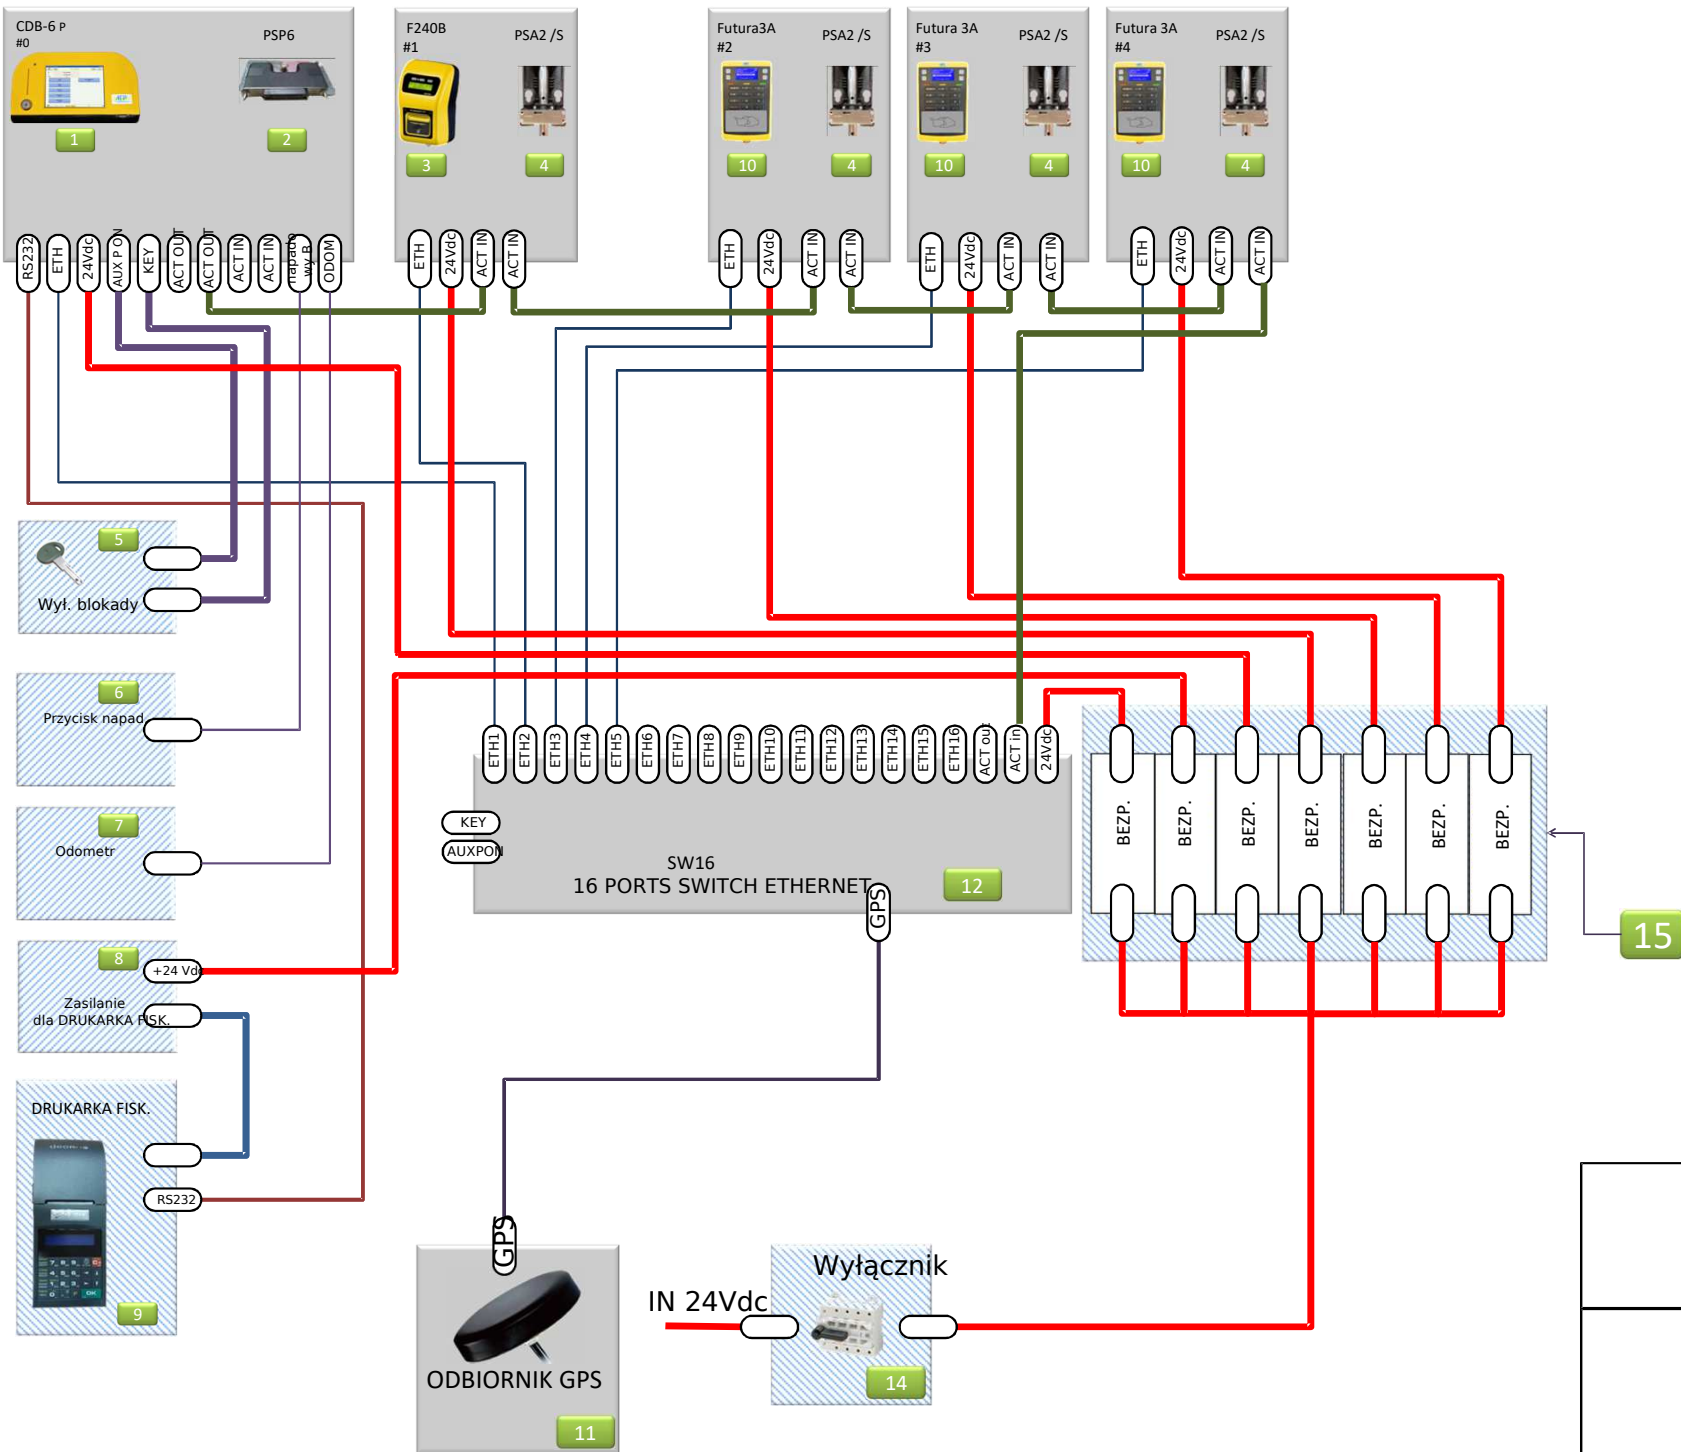 CDB-6 P
#0
PSP6
1
2
F240B
#1
PSA2 /S
3
4
Futura3A
#2
PSA2 /S
10
4
Futura 3A
#3
PSA2 /S
10
4
Futura 3A
#4
PSA2 /S
10
4
RS232
ETH
24Vdc
AUX P ON
KEY
ACT OUT
ACT OUT
ACT IN
ACT IN
napado
wy B
ODOM
ETH
24Vdc
ACT IN
ACT IN
ETH
24Vdc
ACT IN
ACT IN
ETH
24Vdc
ACT IN
ACT IN
ETH
24Vdc
ACT IN
ACT IN
5
Wył. blokady
6
Przycisk napad.
7
Odometr
8
+24 Vdc
Zasilanie
dla DRUKARKA FISK.
DRUKARKA FISK.
RS232
OK
9
ETH1
ETH2
ETH3
ETH4
ETH5
ETH6
ETH7
ETH8
ETH9
ETH10
ETH11
ETH12
ETH13
ETH14
ETH15
ETH16
ACT out
ACT in
24Vdc
KEY
AUXPON
SW16
16 PORTS SWITCH ETHERNET
12
GPS
BEZP.
BEZP.
BEZP.
BEZP.
BEZP.
BEZP.
BEZP.
15
GPS
ODBIORNIK GPS
11
Wyłącznik
IN 24Vdc
14